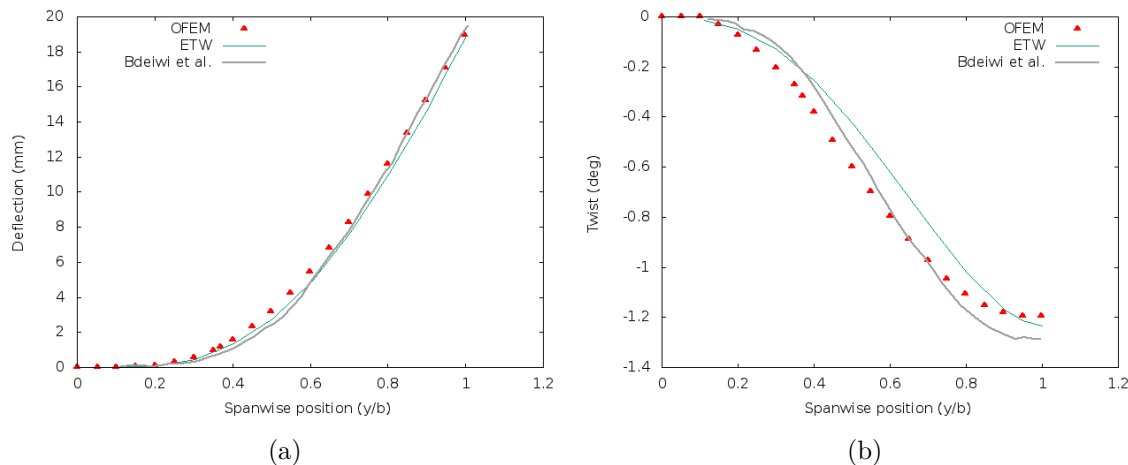 20
18
16
14
12
10
8
6
4
2
0
0
0.2
0.4
0.6
0.8
1
1.2
Deflection (mm)
Spanwise position (y/b)
OFEM
ETW
Bdeiwi et al.
(a)
0
-0.2
-0.4
-0.6
-0.8
-1
-1.2
-1.4
0
0.2
0.4
0.6
0.8
1
1.2
Twist (deg)
Spanwise position (y/b)
OFEM
ETW
Bdeiwi et al.
(b)